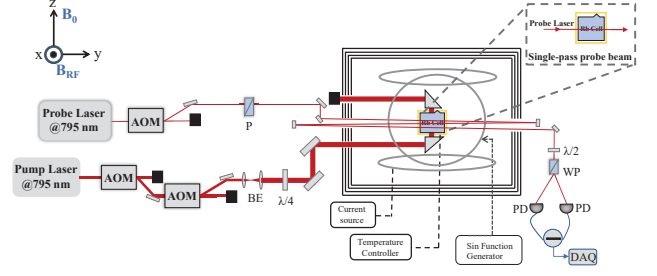 z
B₀
x
y
B_RF
Probe Laser
Rb Cell
Single-pass probe beam
Probe Laser
@795 nm
AOM
P
Rb Cell
Pump Laser
@795 nm
AOM
AOM
BE
λ/4
λ/2
WP
PD
PD
Current
source
Temperature
Controller
Sin Function
Generator
DAQ